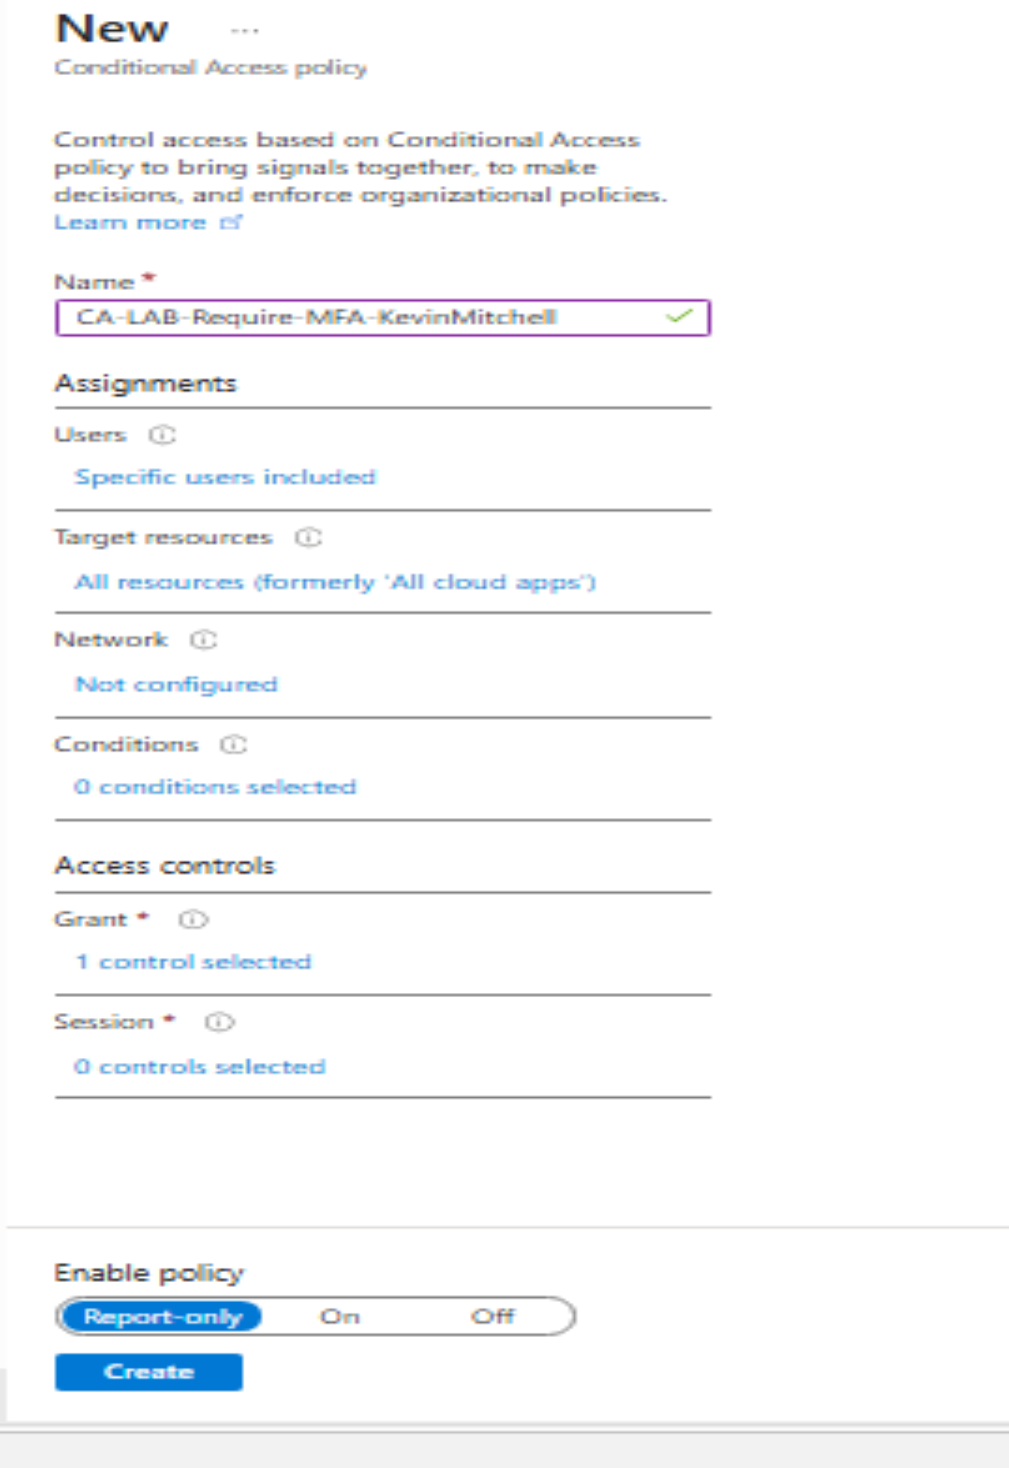 New ...
Conditional Access policy
Control access based on Conditional Access
policy to bring signals together, to make
decisions, and enforce organizational policies.
Learn more
Name *
CA-LAB-Require-MFA-KevinMitchell
Assignments
Users
Specific users included
Target resources
All resources (formerly 'All cloud apps')
Network
Not configured
Conditions
0 conditions selected
Access controls
Grant *
1 control selected
Session *
0 controls selected
Enable policy
Report-only On Off
Create